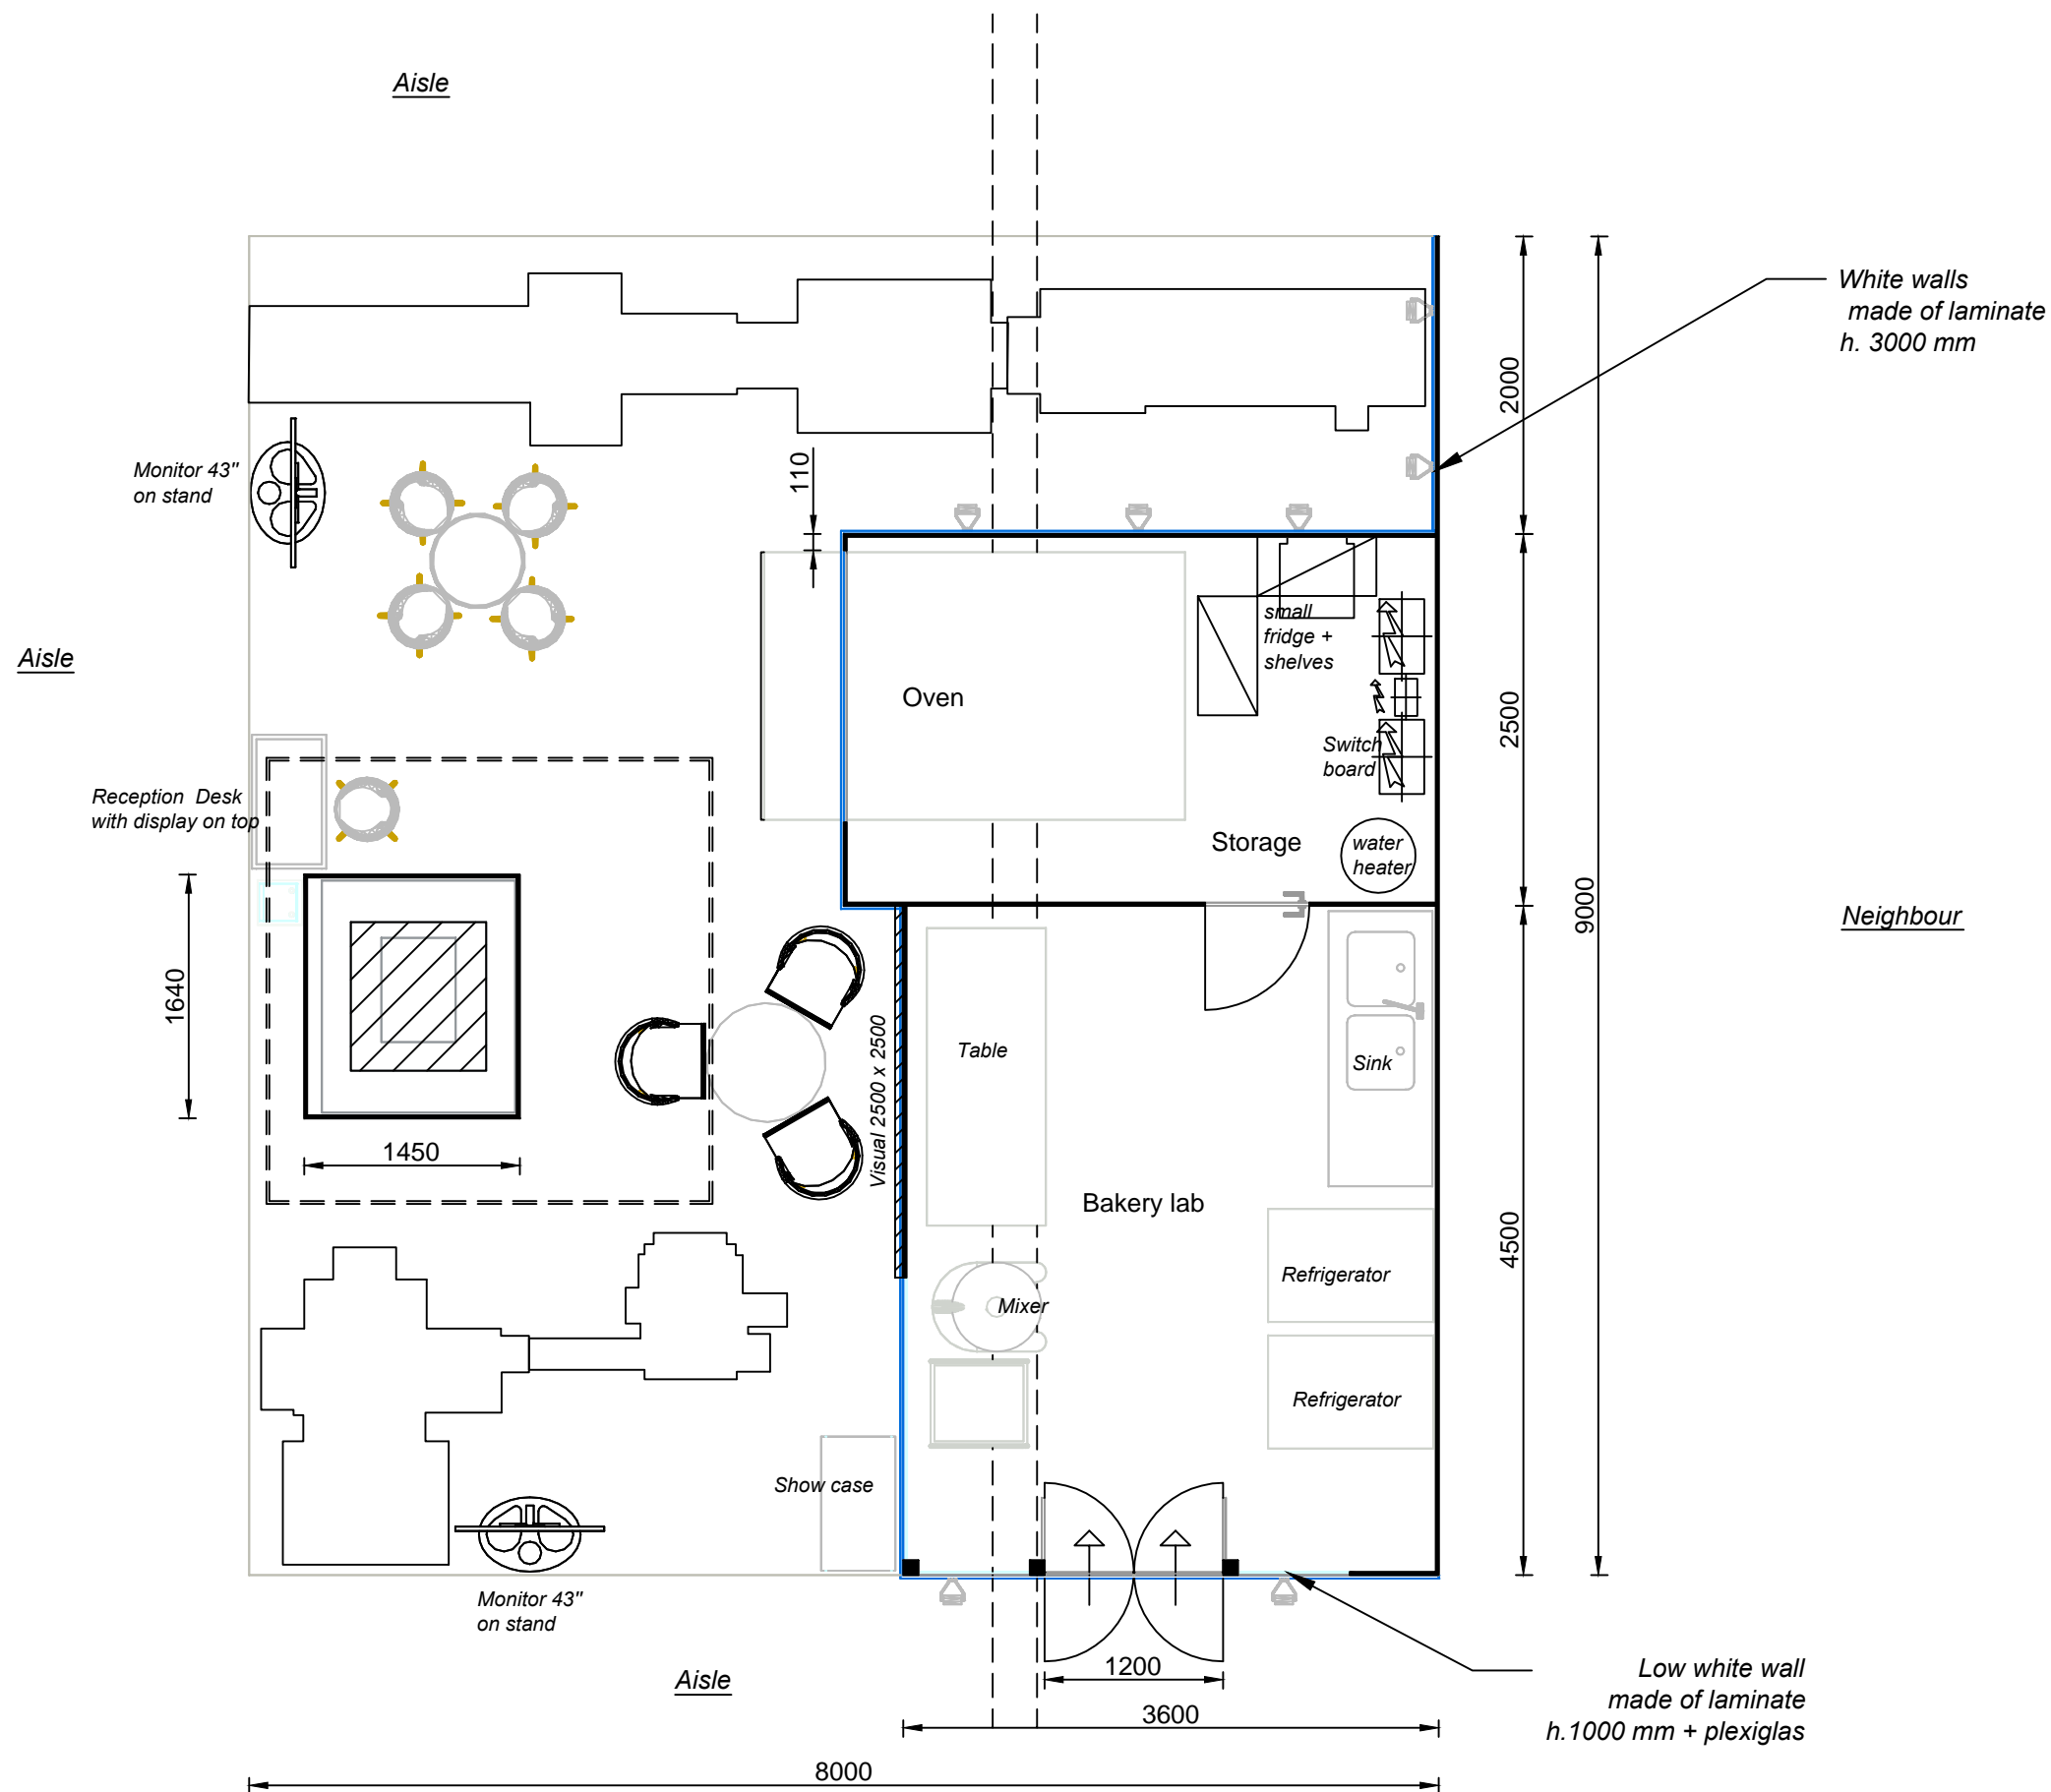 Aisle
White walls
made of laminate
h. 3000 mm
2000
Monitor 43"
on stand
110
small
fridge +
shelves
Aisle
Oven
2500
Switch
board
Reception Desk
with display on top
Storage
water
heater
9000
Neighbour
1640
Visual 2500 x 2500
Table
Sink
1450
Bakery lab
4500
Refrigerator
Mixer
Refrigerator
Show case
Monitor 43"
on stand
Aisle
1200
Low white wall
made of laminate
h.1000 mm + plexiglas
3600
8000